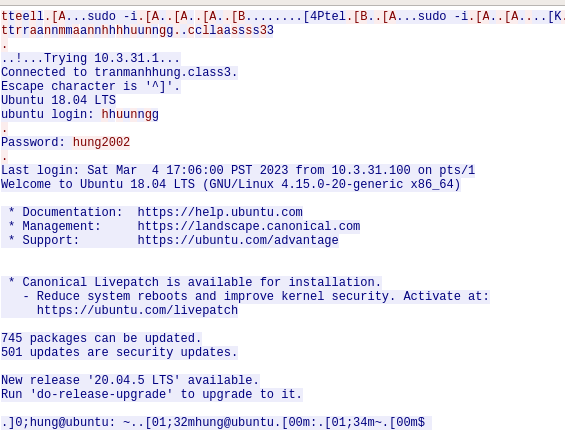 tteell.[A...sudo -i.[A..[A..[A..[B........[4Ptel.[B..[A...sudo -i.[A..[A....[K.
ttrraannmmaannhhhhuunngg..ccllaassss33
.
..!...Trying 10.3.31.1...
Connected to tranmanhhung.class3.
Escape character is '^]'.
Ubuntu 18.04 LTS
ubuntu login: hhuunngg
.
Password: hung2002
.
Last login: Sat Mar  4 17:06:00 PST 2023 from 10.3.31.100 on pts/1
Welcome to Ubuntu 18.04 LTS (GNU/Linux 4.15.0-20-generic x86_64)
 * Documentation:  https://help.ubuntu.com
 * Management:     https://landscape.canonical.com
 * Support:        https://ubuntu.com/advantage
 * Canonical Livepatch is available for installation.
   - Reduce system reboots and improve kernel security. Activate at:
     https://ubuntu.com/livepatch
745 packages can be updated.
501 updates are security updates.
New release '20.04.5 LTS' available.
Run 'do-release-upgrade' to upgrade to it.
.]0;hung@ubuntu: ~..[01;32mhung@ubuntu.[00m:.[01;34m~.[00m$